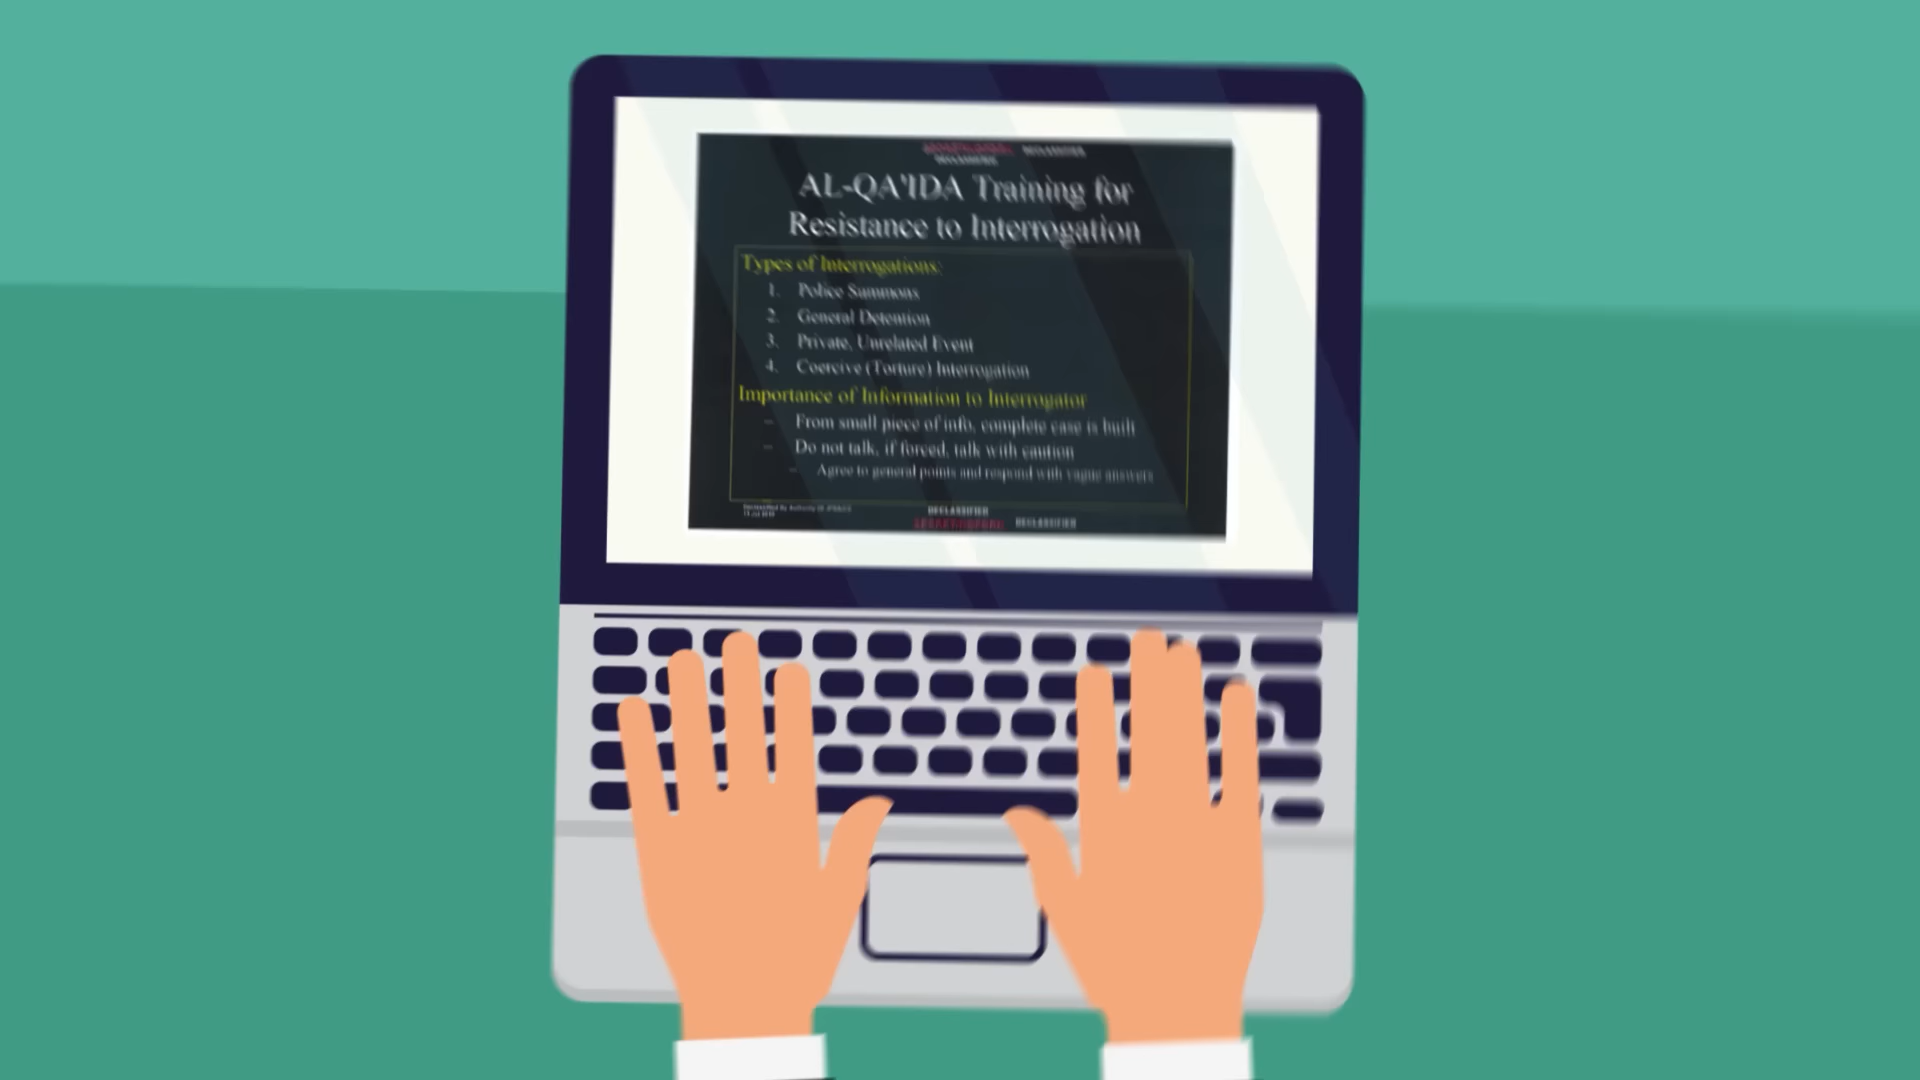 AL-QA'IDA Training for
Resistance to Interrogation
Types of Interrogations:
1. Police Summons
2. General Detention
3. Private, Unrelated Event
4. Coercive (Torture) Interrogation
Importance of Information to Interrogator
– From small piece of info, complete case is built
– Do not talk, if forced, talk with caution
– Agree to general points and respond with vague answers
DECLASSIFIED
DECLASSIFIED